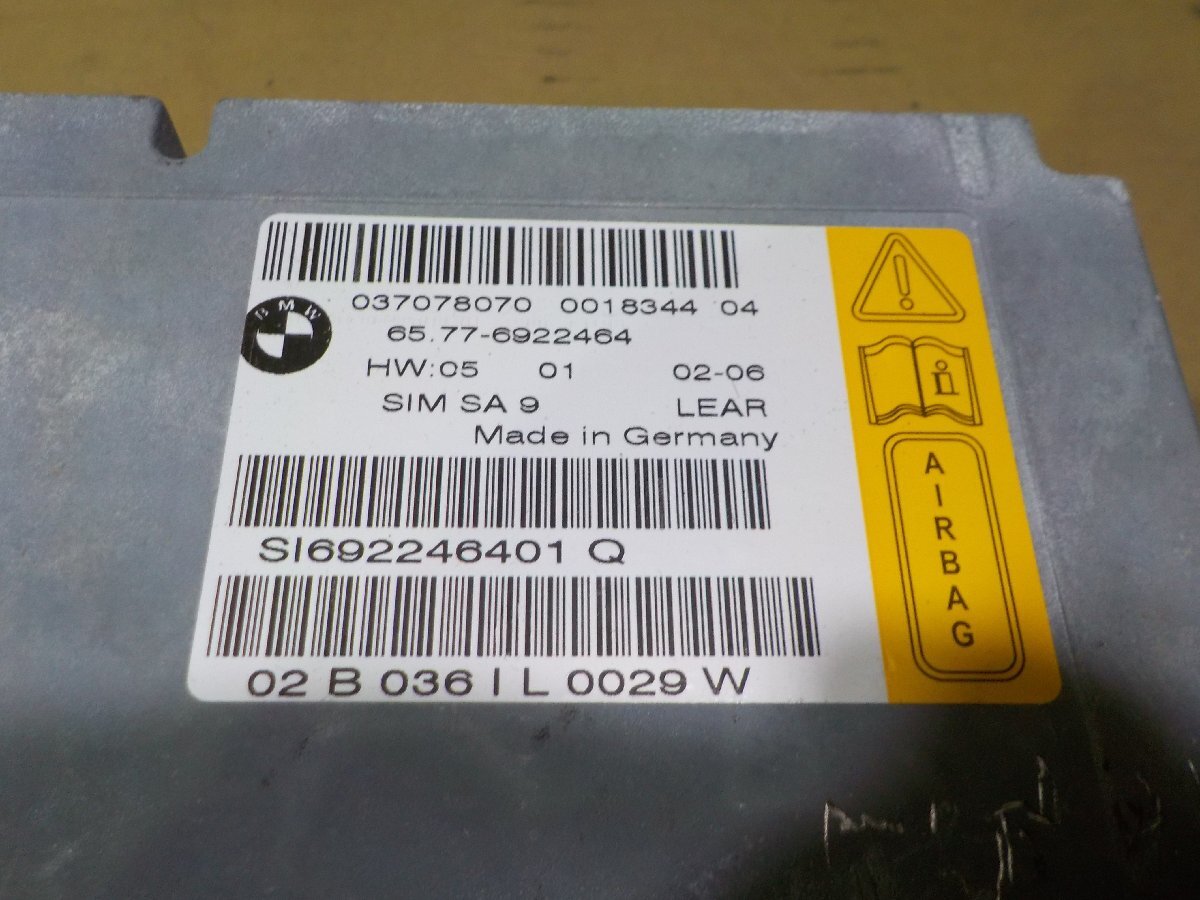 037078070 0018344 04
BMW
65.77-6922464
HW:05 01 02-06
SIM SA 9 LEAR
Made in Germany
SI692246401 Q
02 B 036 I L 0029 W
AIRBAG